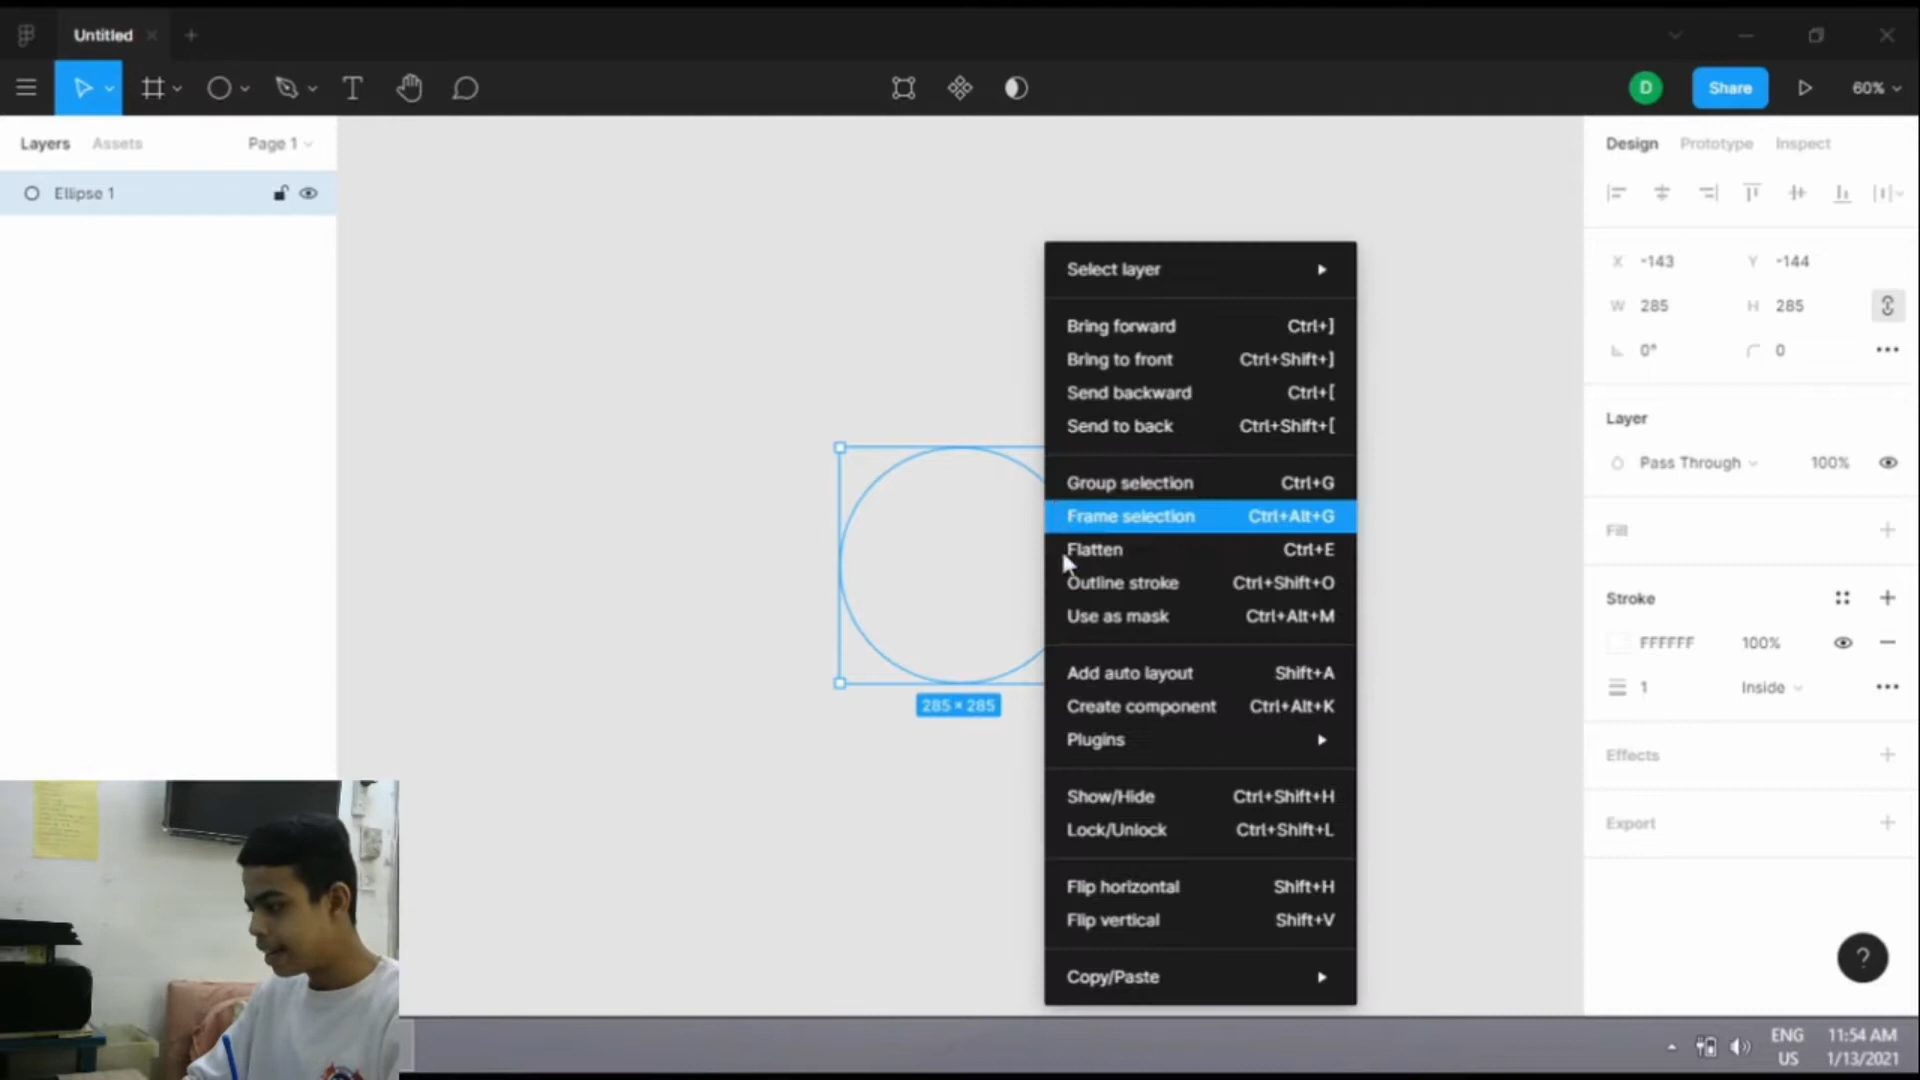 Untitled
Share
60%
D
Layers Assets Page 1
Design Prototype Inspect
Ellipse 1
X -143 Y -144
W 285 H 285
0° 0
Layer
Pass Through 100%
Fill
Stroke
FFFFFF 100%
1 Inside
Effects
Export
285 × 285
Select layer
Bring forward Ctrl+]
Bring to front Ctrl+Shift+]
Send backward Ctrl+[
Send to back Ctrl+Shift+[
Group selection Ctrl+G
Frame selection Ctrl+Alt+G
Flatten Ctrl+E
Outline stroke Ctrl+Shift+O
Use as mask Ctrl+Alt+M
Add auto layout Shift+A
Create component Ctrl+Alt+K
Plugins
Show/Hide Ctrl+Shift+H
Lock/Unlock Ctrl+Shift+L
Flip horizontal Shift+H
Flip vertical Shift+V
Copy/Paste
?
ENG 11:54 AM
US 1/13/2021